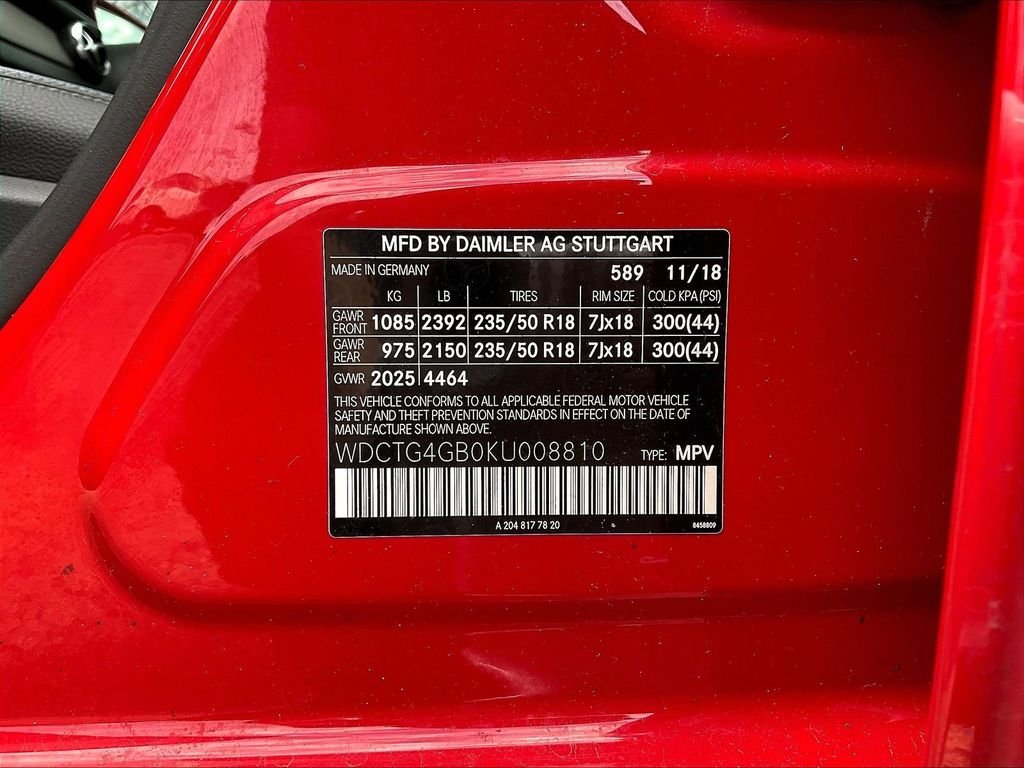 MFD BY DAIMLER AG STUTTGART
MADE IN GERMANY 589 11/18
KG LB TIRES RIM SIZE COLD KPA (PSI)
GAWR FRONT 1085 2392 235/50 R18 7Jx18 300(44)
GAWR REAR 975 2150 235/50 R18 7Jx18 300(44)
GVWR 2025 4464
THIS VEHICLE CONFORMS TO ALL APPLICABLE FEDERAL MOTOR VEHICLE
SAFETY AND THEFT PREVENTION STANDARDS IN EFFECT ON THE DATE OF
MANUFACTURE SHOWN ABOVE.
WDCTG4GB0KU008810 TYPE: MPV
A 204 817 78 20 8458809